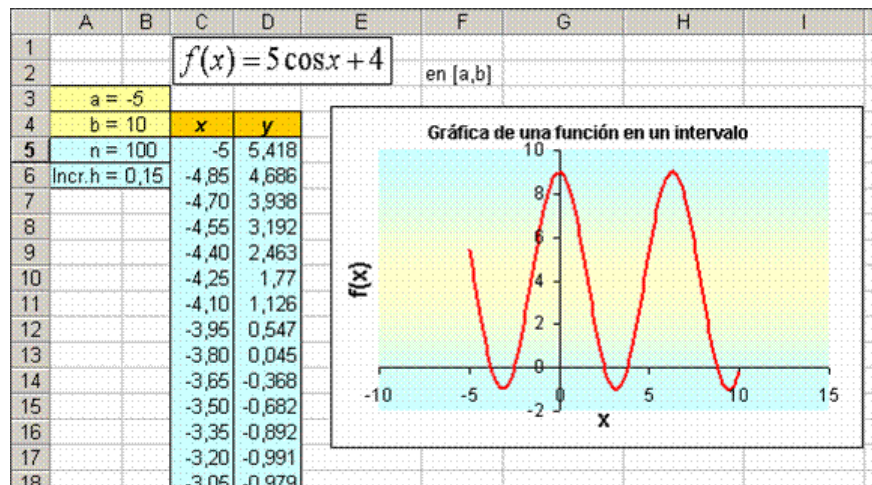 A B C D E F G H I
1 f(x) = 5 cos x + 4
2 en [a,b]
3 a = -5
4 b = 10 x y
5 n = 100 -5 5,418
6 Incr.h = 0,15 -4,85 4,686
7 -4,70 3,938
8 -4,55 3,192
9 -4,40 2,463
10 -4,25 1,77
11 -4,10 1,126
12 -3,95 0,547
13 -3,80 0,045
14 -3,65 -0,368
15 -3,50 -0,682
16 -3,35 -0,892
17 -3,20 -0,991
18 -3,05 -0,979
Gráfica de una función en un intervalo
10
8
6
4
f(x)
2
0
-10 -5 0 5 10 15
-2
x